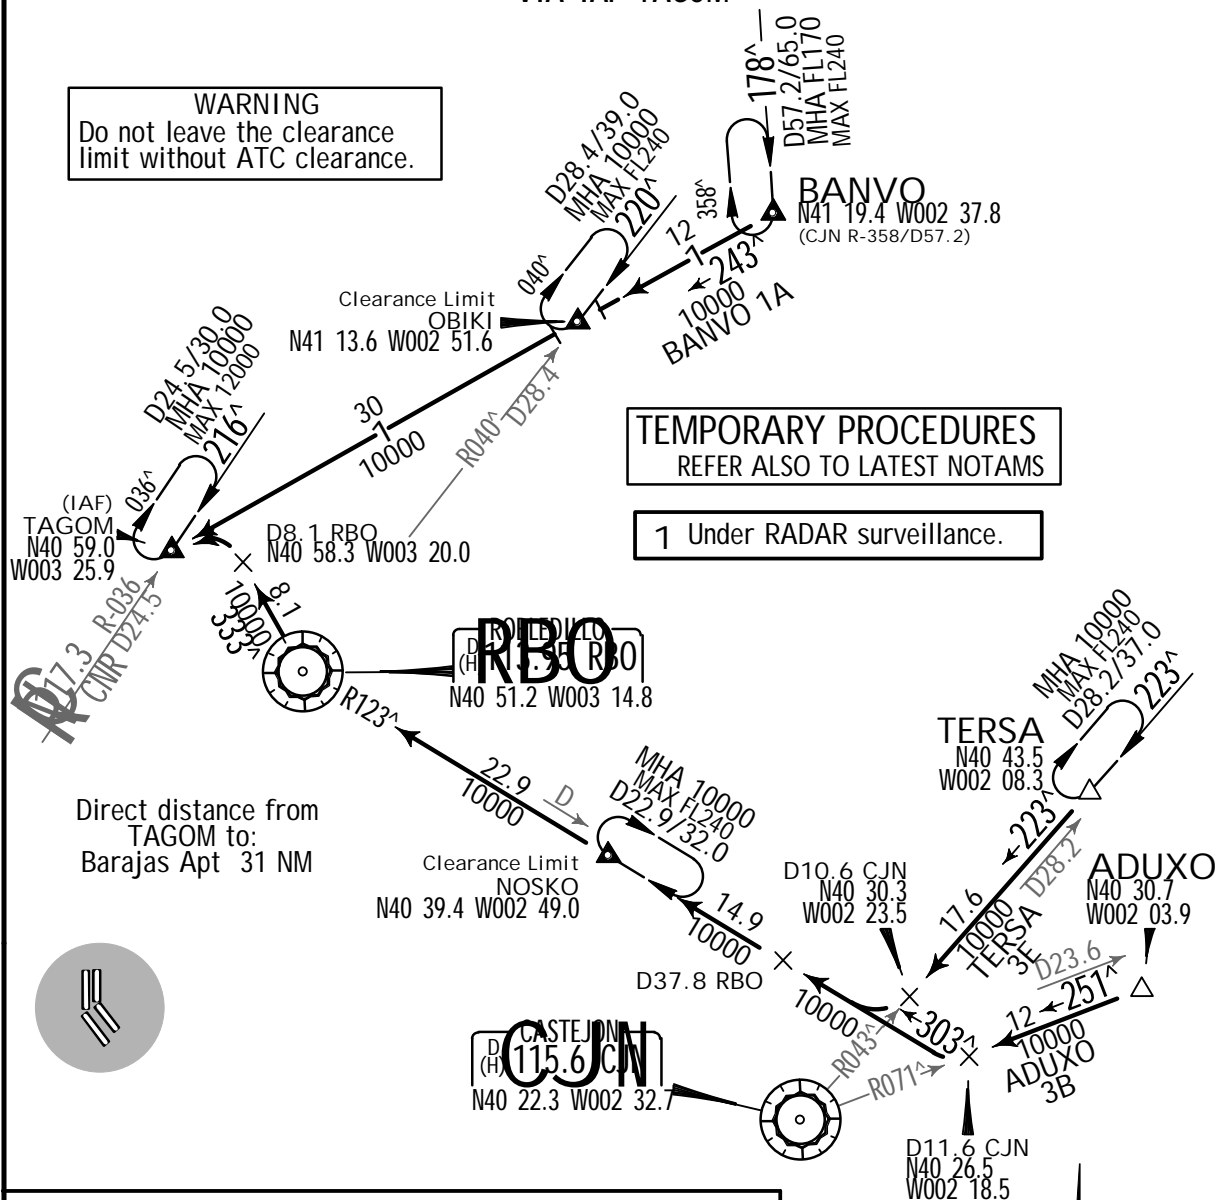 WARNING
Do not leave the clearance
limit without ATC clearance.
D28.4/39.0
MHA 10000
MAX FL240
220^
040^
178^
D57.2/65.0
MHA FL170
MAX FL240
358^
BANVO
N41 19.4 W002 37.8
(CJN R-358/D57.2)
12
1
243^
10000
BANVO 1A
Clearance Limit
OBIKI
N41 13.6 W002 51.6
D24.5/30.0
MHA 10000
MAX 12000
216^
036^
30
1
10000
R040^
D28.4
TEMPORARY PROCEDURES
REFER ALSO TO LATEST NOTAMS
1 Under RADAR surveillance.
(IAF)
TAGOM
N40 59.0
W003 25.9
D8.1 RBO
N40 58.3 W003 20.0
R-036
CNR D24.5
117.3
8.1
10000
333^
ROBLEDILLO
D
(H)
113.95 RBO
RBO
N40 51.2 W003 14.8
R123^
22.9
10000
D
MHA 10000
MAX FL240
D22.9/32.0
Direct distance from
TAGOM to:
Barajas Apt 31 NM
Clearance Limit
NOSKO
N40 39.4 W002 49.0
14.9
10000
D37.8 RBO
MHA 10000
MAX FL240
D28.2/37.0
223^
TERSA
N40 43.5
W002 08.3
223^
D28.2
17.6
10000
TERSA
3E
D10.6 CJN
N40 30.3
W002 23.5
ADUXO
N40 30.7
W002 03.9
D23.6
251^
12
10000
ADUXO
3B
10000
303^
R043^
R071^
CASTEJON
D
(H)
115.6 CJN
CJN
N40 22.3 W002 32.7
D11.6 CJN
N40 26.5
W002 18.5